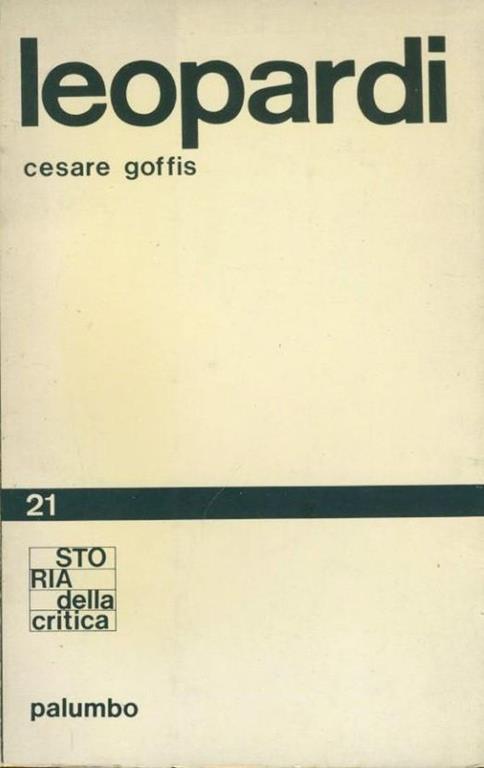 leopardi
cesare goffis
21
STO
RIA
della
critica
palumbo